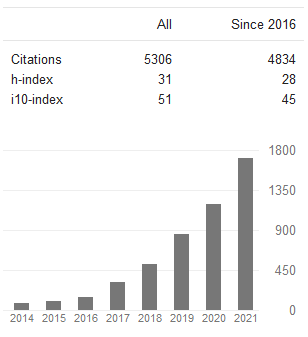 All Since 2016
Citations 5306 4834
h-index 31 28
i10-index 51 45
1800
1350
900
450
0
2014 2015 2016 2017 2018 2019 2020 2021